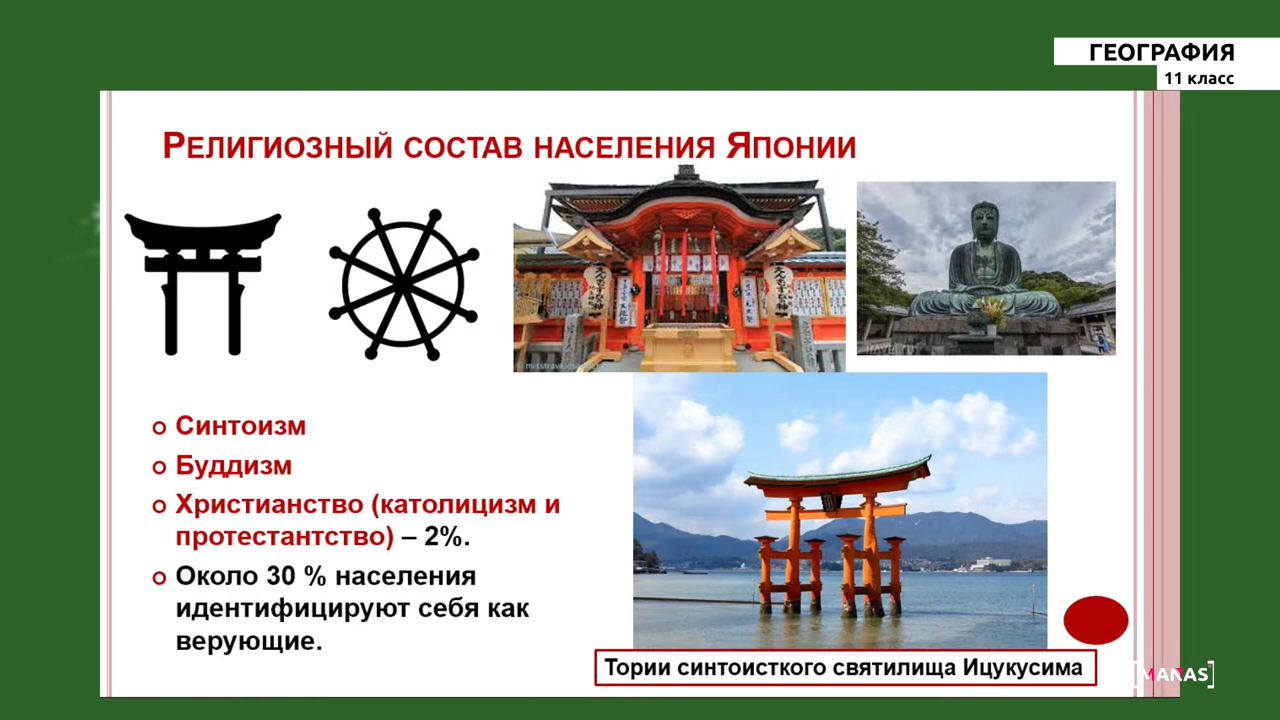 ГЕОГРАФИЯ
11 класс
Религиозный состав населения Японии
Синтоизм
Буддизм
Христианство (католицизм и
протестантство) – 2%.
Около 30 % населения
идентифицируют себя как
верующие.
Тории синтоисткого святилища Ицукусима
[MANAS]